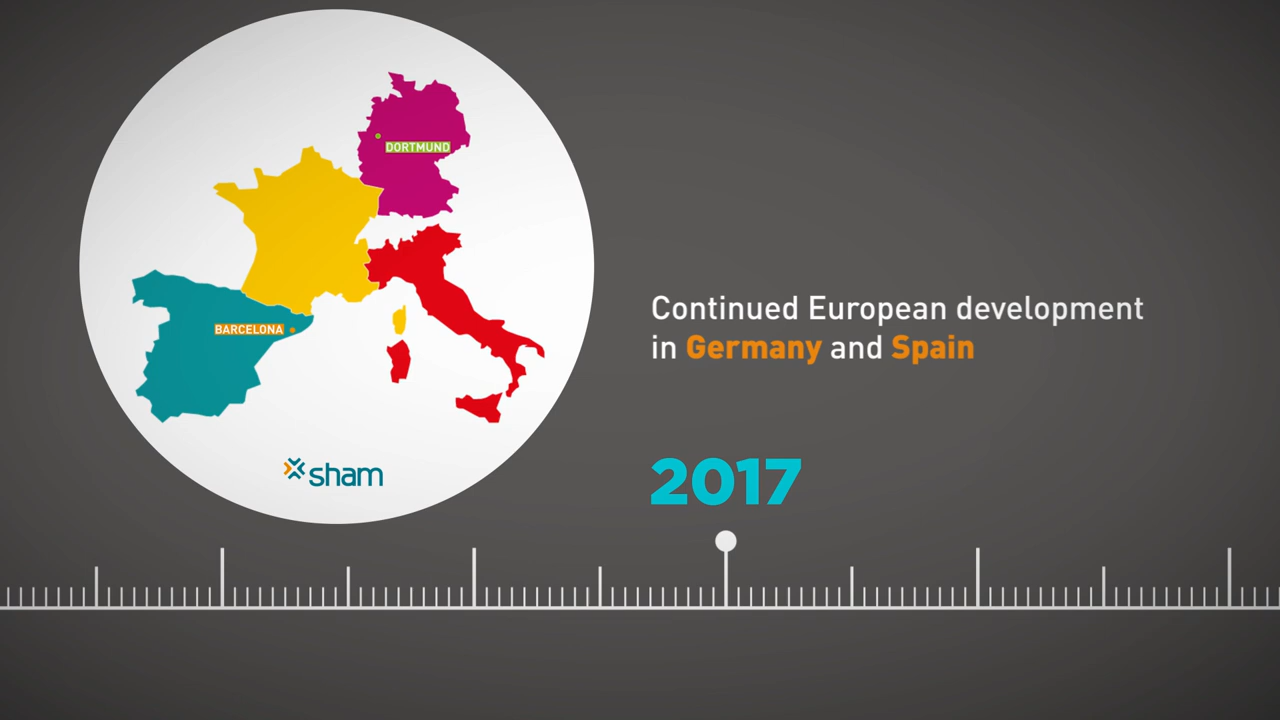 DORTMUND
BARCELONA
sham
Continued European development
in Germany and Spain
2017